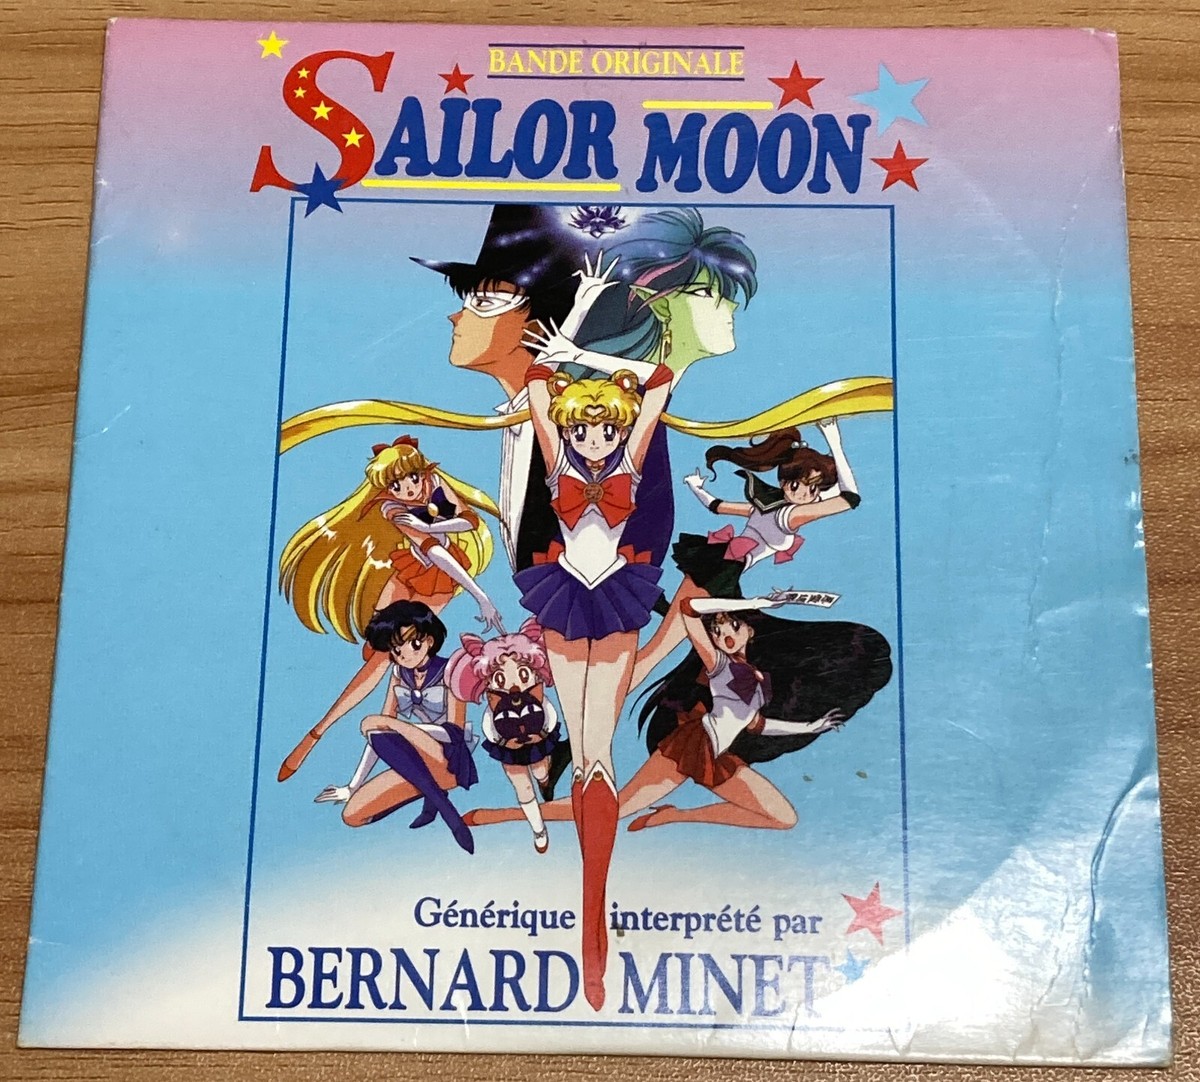 BANDE ORIGINALE
SAILOR MOON
Générique interprété par
BERNARD MINET